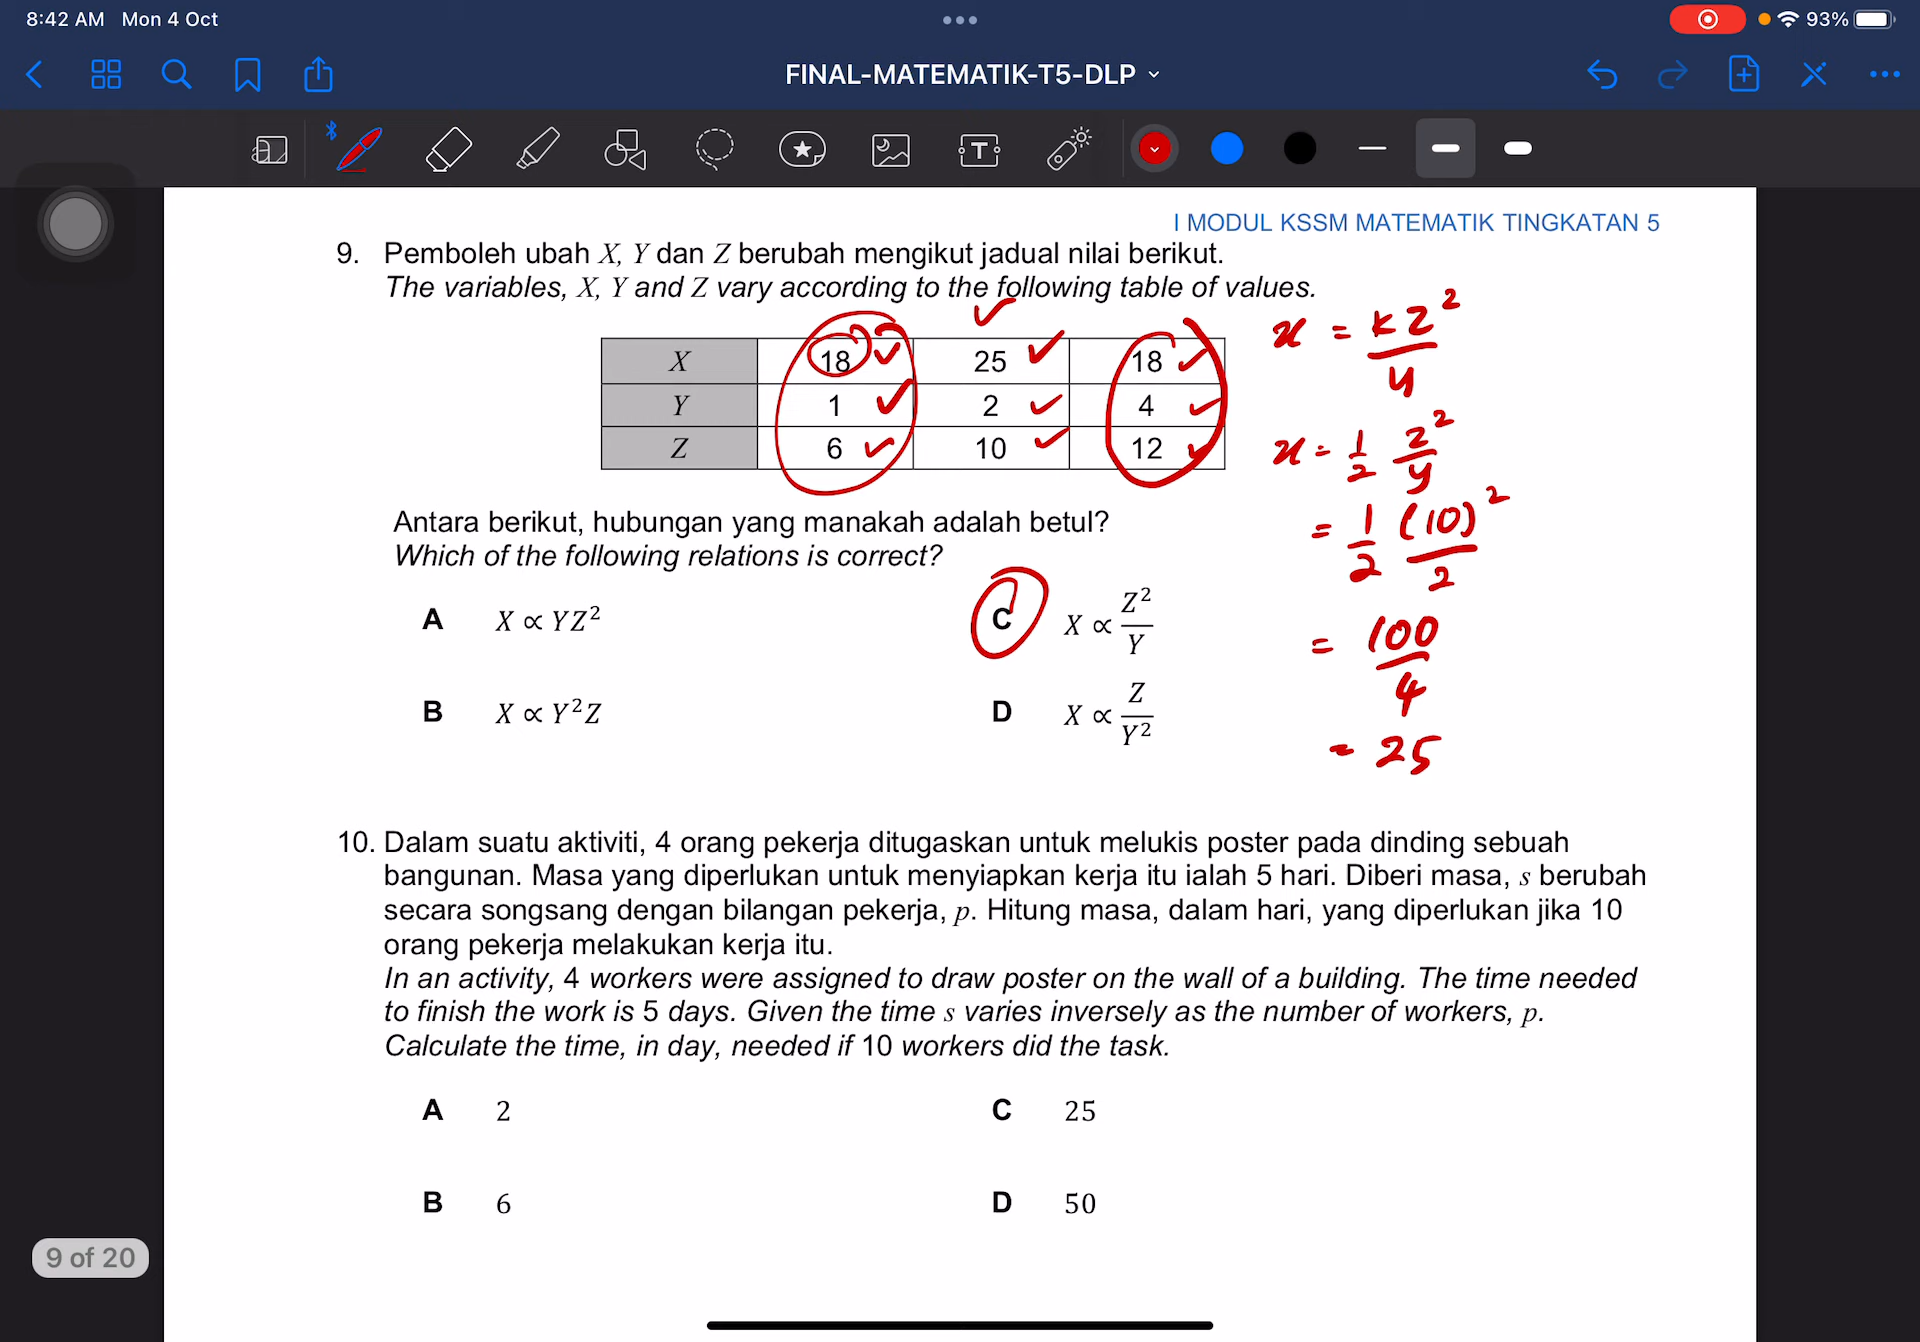 8:42 AM Mon 4 Oct
93%
FINAL-MATEMATIK-T5-DLP
I MODUL KSSM MATEMATIK TINGKATAN 5
9. Pemboleh ubah X, Y dan Z berubah mengikut jadual nilai berikut.
The variables, X, Y and Z vary according to the following table of values.
X 18 25 18
Y 1 2 4
Z 6 10 12
x = kz²/y
x = 1/2 z²/y
= 1/2 (10)²/2
= 100/4
= 25
Antara berikut, hubungan yang manakah adalah betul?
Which of the following relations is correct?
A X ∝ YZ²
C X ∝ Z²/Y
B X ∝ Y²Z
D X ∝ Z/Y²
10. Dalam suatu aktiviti, 4 orang pekerja ditugaskan untuk melukis poster pada dinding sebuah
bangunan. Masa yang diperlukan untuk menyiapkan kerja itu ialah 5 hari. Diberi masa, s berubah
secara songsang dengan bilangan pekerja, p. Hitung masa, dalam hari, yang diperlukan jika 10
orang pekerja melakukan kerja itu.
In an activity, 4 workers were assigned to draw poster on the wall of a building. The time needed
to finish the work is 5 days. Given the time s varies inversely as the number of workers, p.
Calculate the time, in day, needed if 10 workers did the task.
A 2
C 25
B 6
D 50
9 of 20